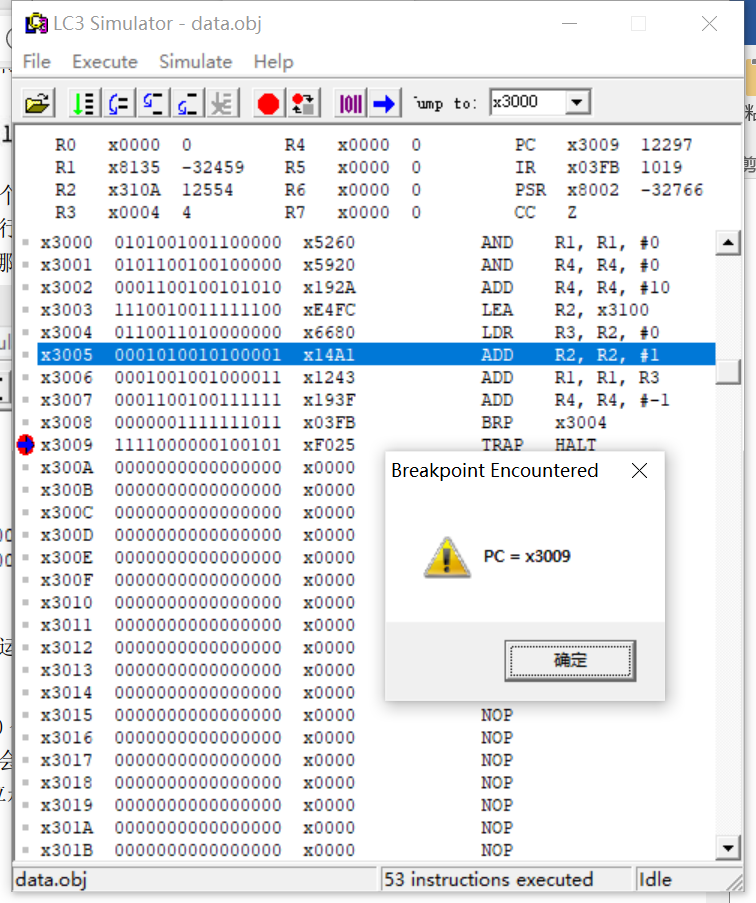 LC3 Simulator - data.obj
File Execute Simulate Help
Jump to: x3000
R0 x0000 0 R4 x0000 0 PC x3009 12297
R1 x8135 -32459 R5 x0000 0 IR x03FB 1019
R2 x310A 12554 R6 x0000 0 PSR x8002 -32766
R3 x0004 4 R7 x0000 0 CC Z
x3000 0101001001100000 x5260 AND R1, R1, #0
x3001 0101100100100000 x5920 AND R4, R4, #0
x3002 0001100100101010 x192A ADD R4, R4, #10
x3003 1110010011111100 xE4FC LEA R2, x3100
x3004 0110011010000000 x6680 LDR R3, R2, #0
x3005 0001010010100001 x14A1 ADD R2, R2, #1
x3006 0001001001000011 x1243 ADD R1, R1, R3
x3007 0001100100111111 x193F ADD R4, R4, #-1
x3008 0000001111111011 x03FB BRP x3004
x3009 1111000000100101 xF025 TRAP HALT
x300A 0000000000000000 x0000
x300B 0000000000000000 x0000
x300C 0000000000000000 x0000
x300D 0000000000000000 x0000
x300E 0000000000000000 x0000
x300F 0000000000000000 x0000
x3010 0000000000000000 x0000
x3011 0000000000000000 x0000
x3012 0000000000000000 x0000
x3013 0000000000000000 x0000
x3014 0000000000000000 x0000
x3015 0000000000000000 x0000 NOP
x3016 0000000000000000 x0000 NOP
x3017 0000000000000000 x0000 NOP
x3018 0000000000000000 x0000 NOP
x3019 0000000000000000 x0000 NOP
x301A 0000000000000000 x0000 NOP
x301B 0000000000000000 x0000 NOP
Breakpoint Encountered
PC = x3009
确定
data.obj 53 instructions executed Idle